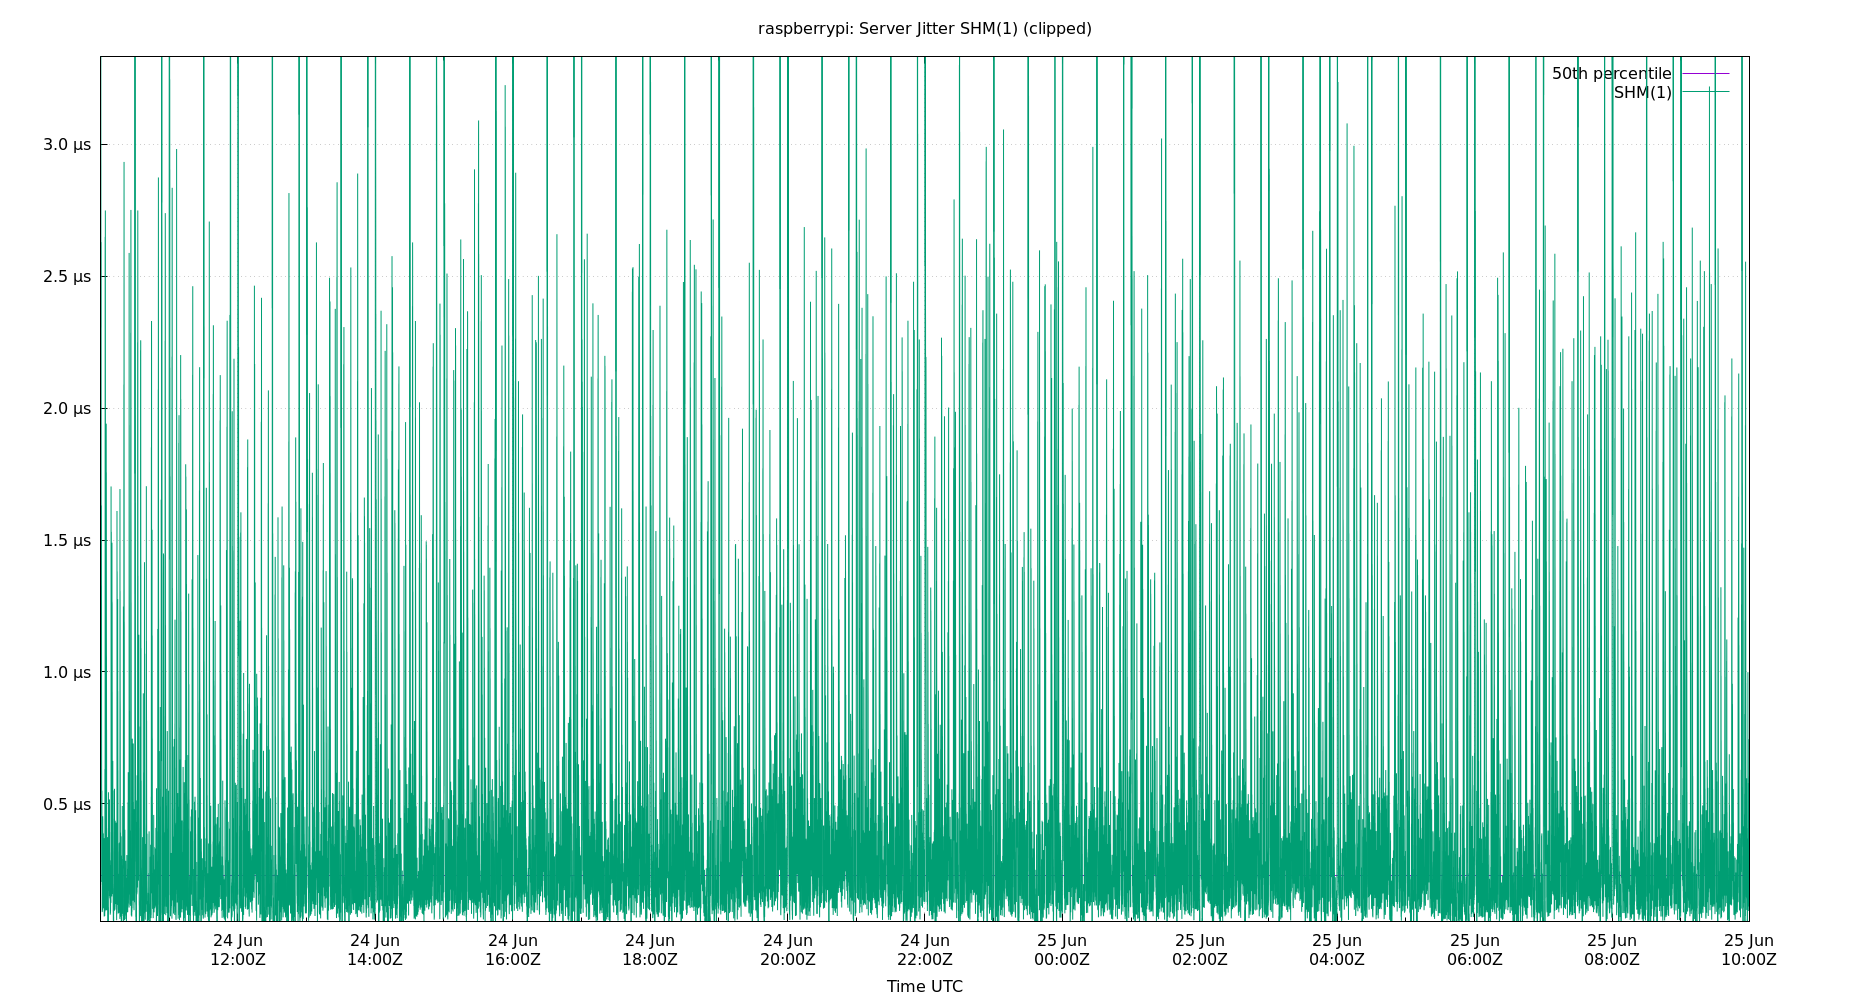 raspberrypi: Server Jitter SHM(1) (clipped)
50th percentile
SHM(1)
3.0 µs
2.5 µs
2.0 µs
1.5 µs
1.0 µs
0.5 µs
24 Jun 24 Jun 24 Jun 24 Jun 24 Jun 24 Jun 25 Jun 25 Jun 25 Jun 25 Jun 25 Jun 25 Jun
12:00Z 14:00Z 16:00Z 18:00Z 20:00Z 22:00Z 00:00Z 02:00Z 04:00Z 06:00Z 08:00Z 10:00Z
Time UTC